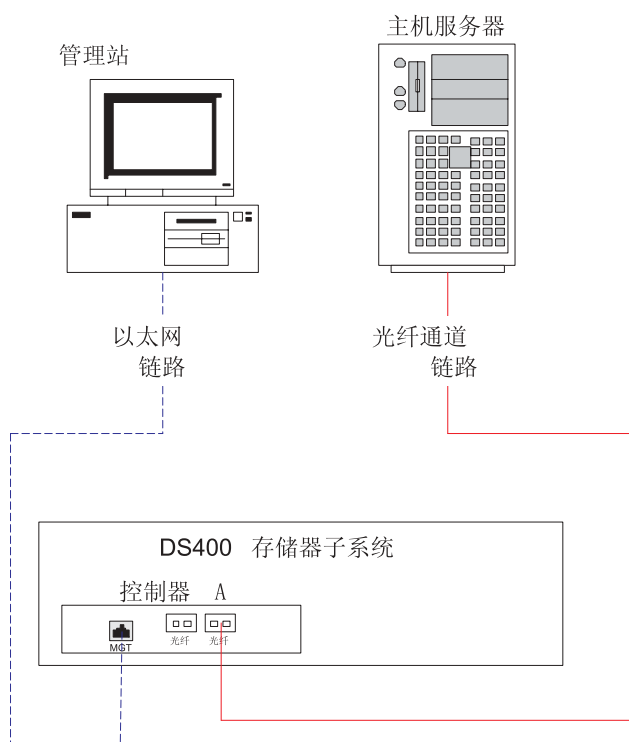 主机服务器
管理站
以太网
链路
光纤通道
链路
DS400 存储器子系统
控制器 A
MGT
光纤
光纤